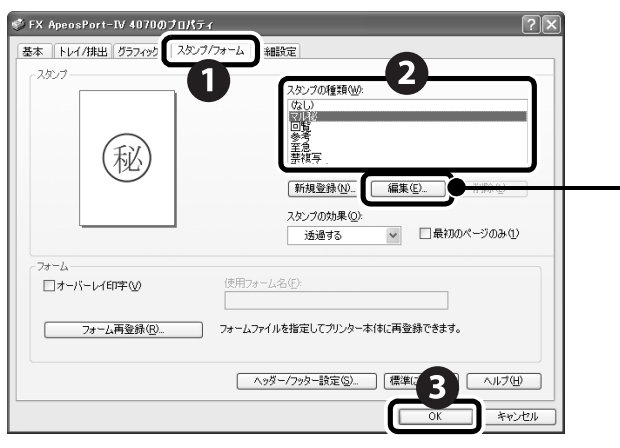 FX ApeosPort-IV 4070のプロパティ
基本 トレイ/排出 グラフィック スタンプ/フォーム 詳細設定
1
スタンプ
秘
2
スタンプの種類(W):
(なし)
マル秘
回覧
参考
至急
禁複写
新規登録(N)... 編集(E)... 削除
スタンプの効果(O):
透過する 最初のページのみ(1)
フォーム
オーバーレイ印字(V) 使用フォーム名(F):
フォーム再登録(R)... フォームファイルを指定してプリンター本体に再登録できます。
ヘッダー/フッター設定(S)... 標準に ヘルプ(H)
3
OK キャンセル